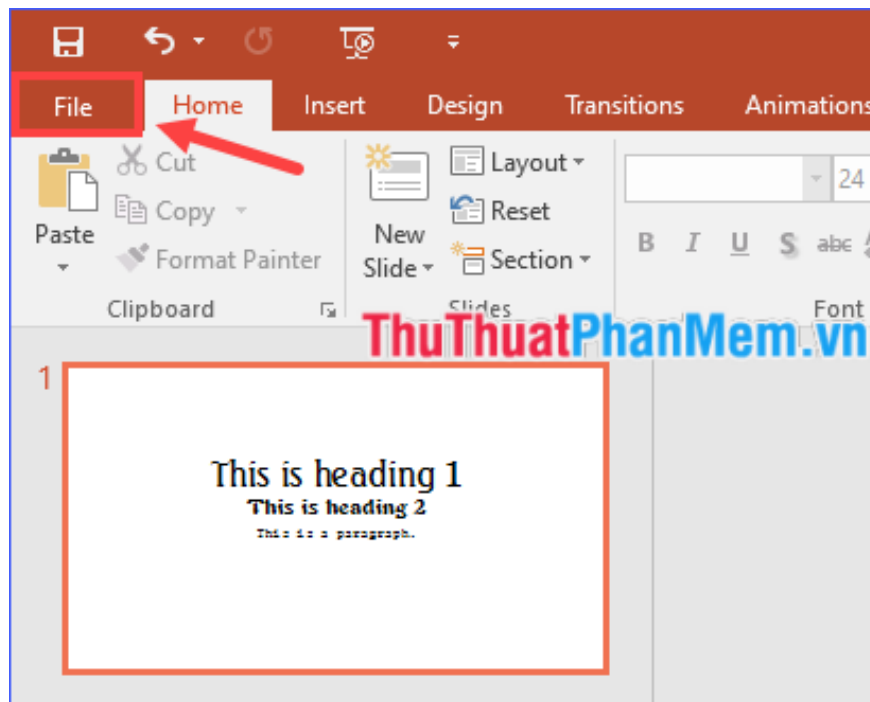 File Home Insert Design Transitions Animations
Cut Layout 24
Copy Reset
Paste New B I U S abc
Format Painter Slide Section
Clipboard Slides Font
ThuThuatPhanMem.vn
1
This is heading 1
This is heading 2
This is a paragraph.